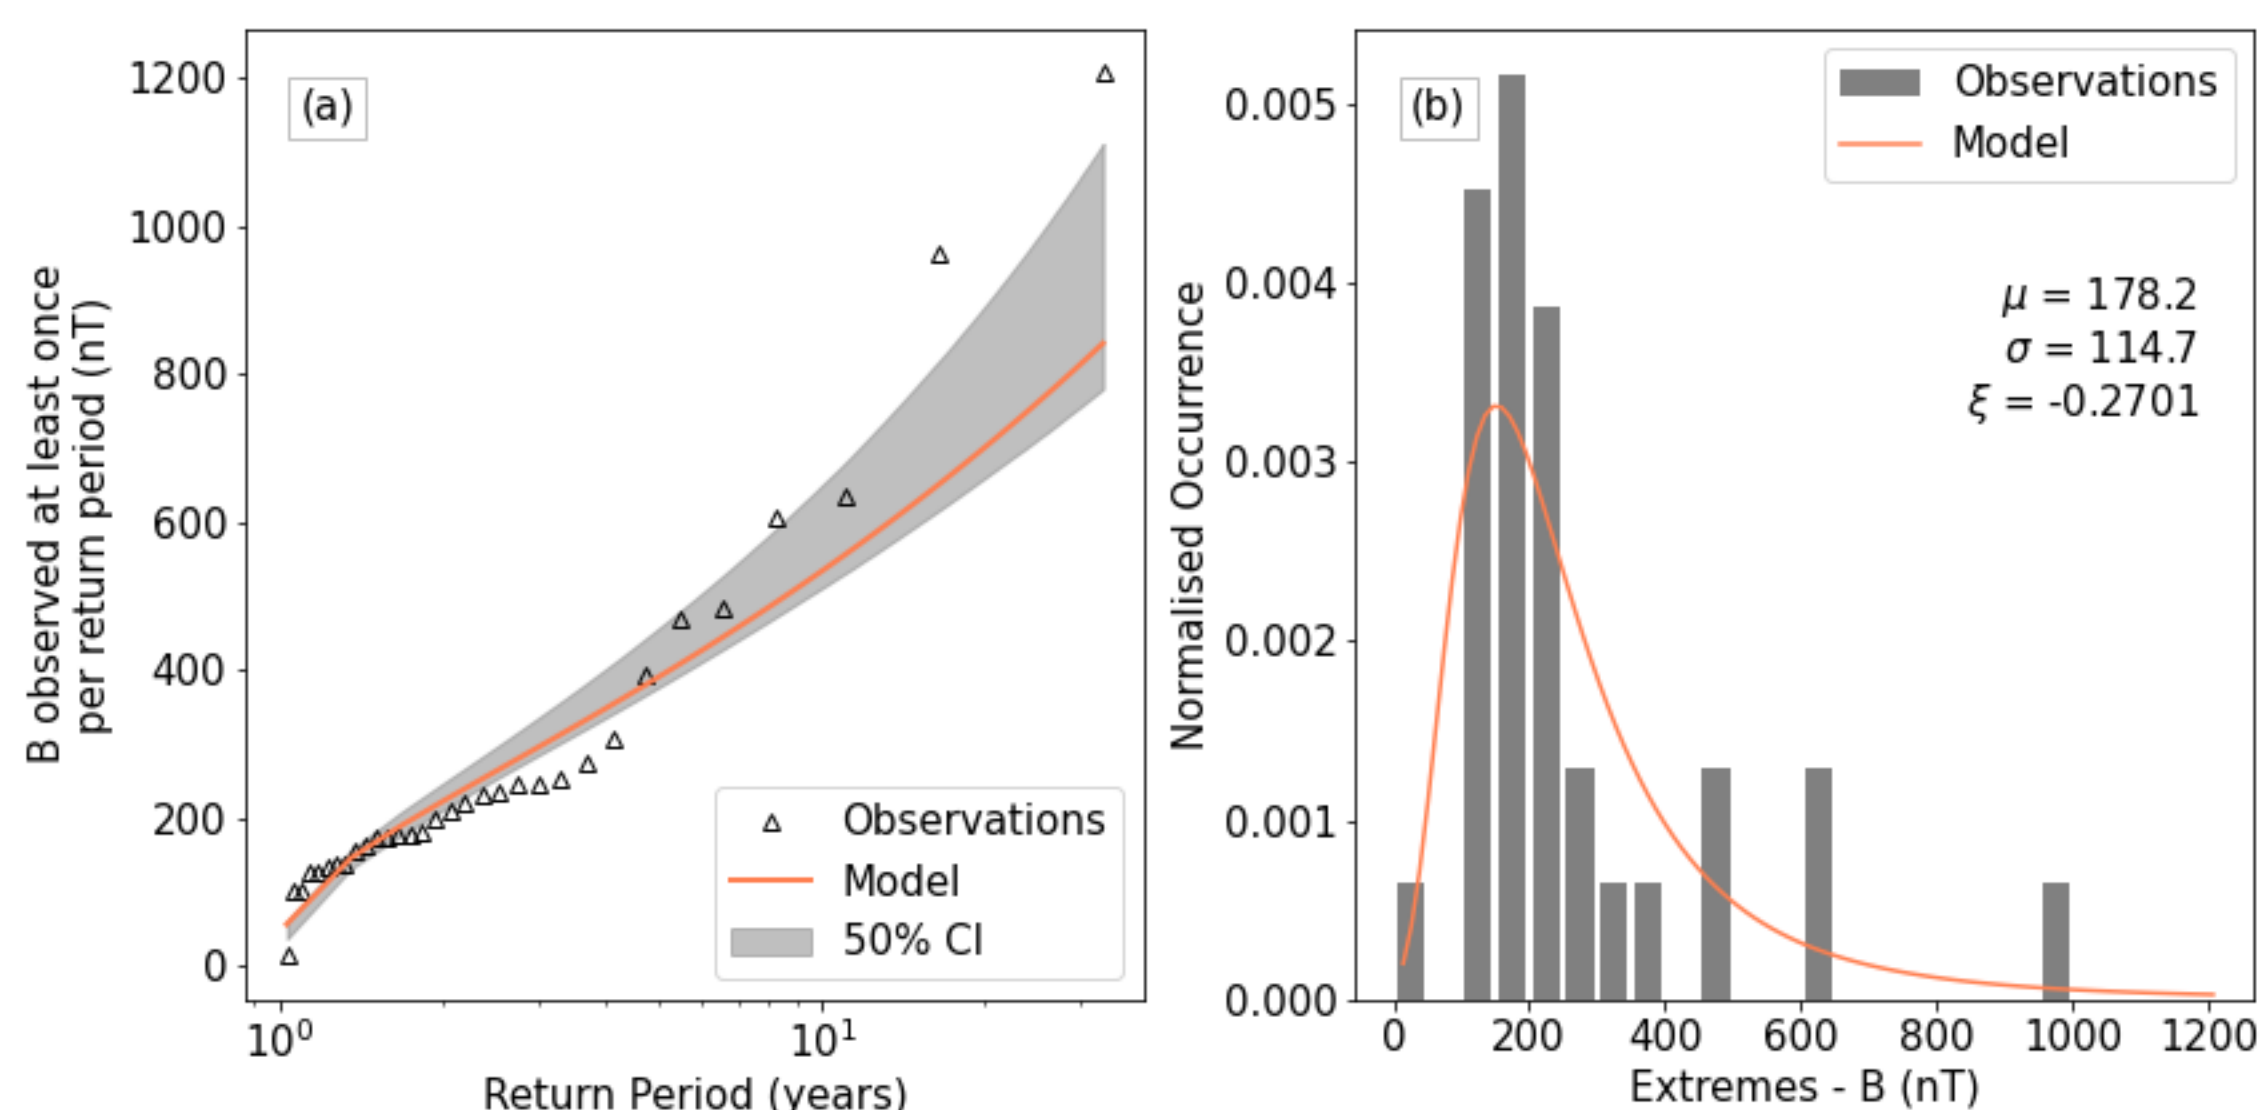 (a)
1200
1000
800
600
400
200
0
B observed at least once
per return period (nT)
Observations
Model
50% CI
10⁰
10¹
Return Period (years)
(b)
Observations
Model
μ = 178.2
σ = 114.7
ξ = -0.2701
0.005
0.004
0.003
0.002
0.001
0.000
Normalised Occurrence
0 200 400 600 800 1000 1200
Extremes - B (nT)